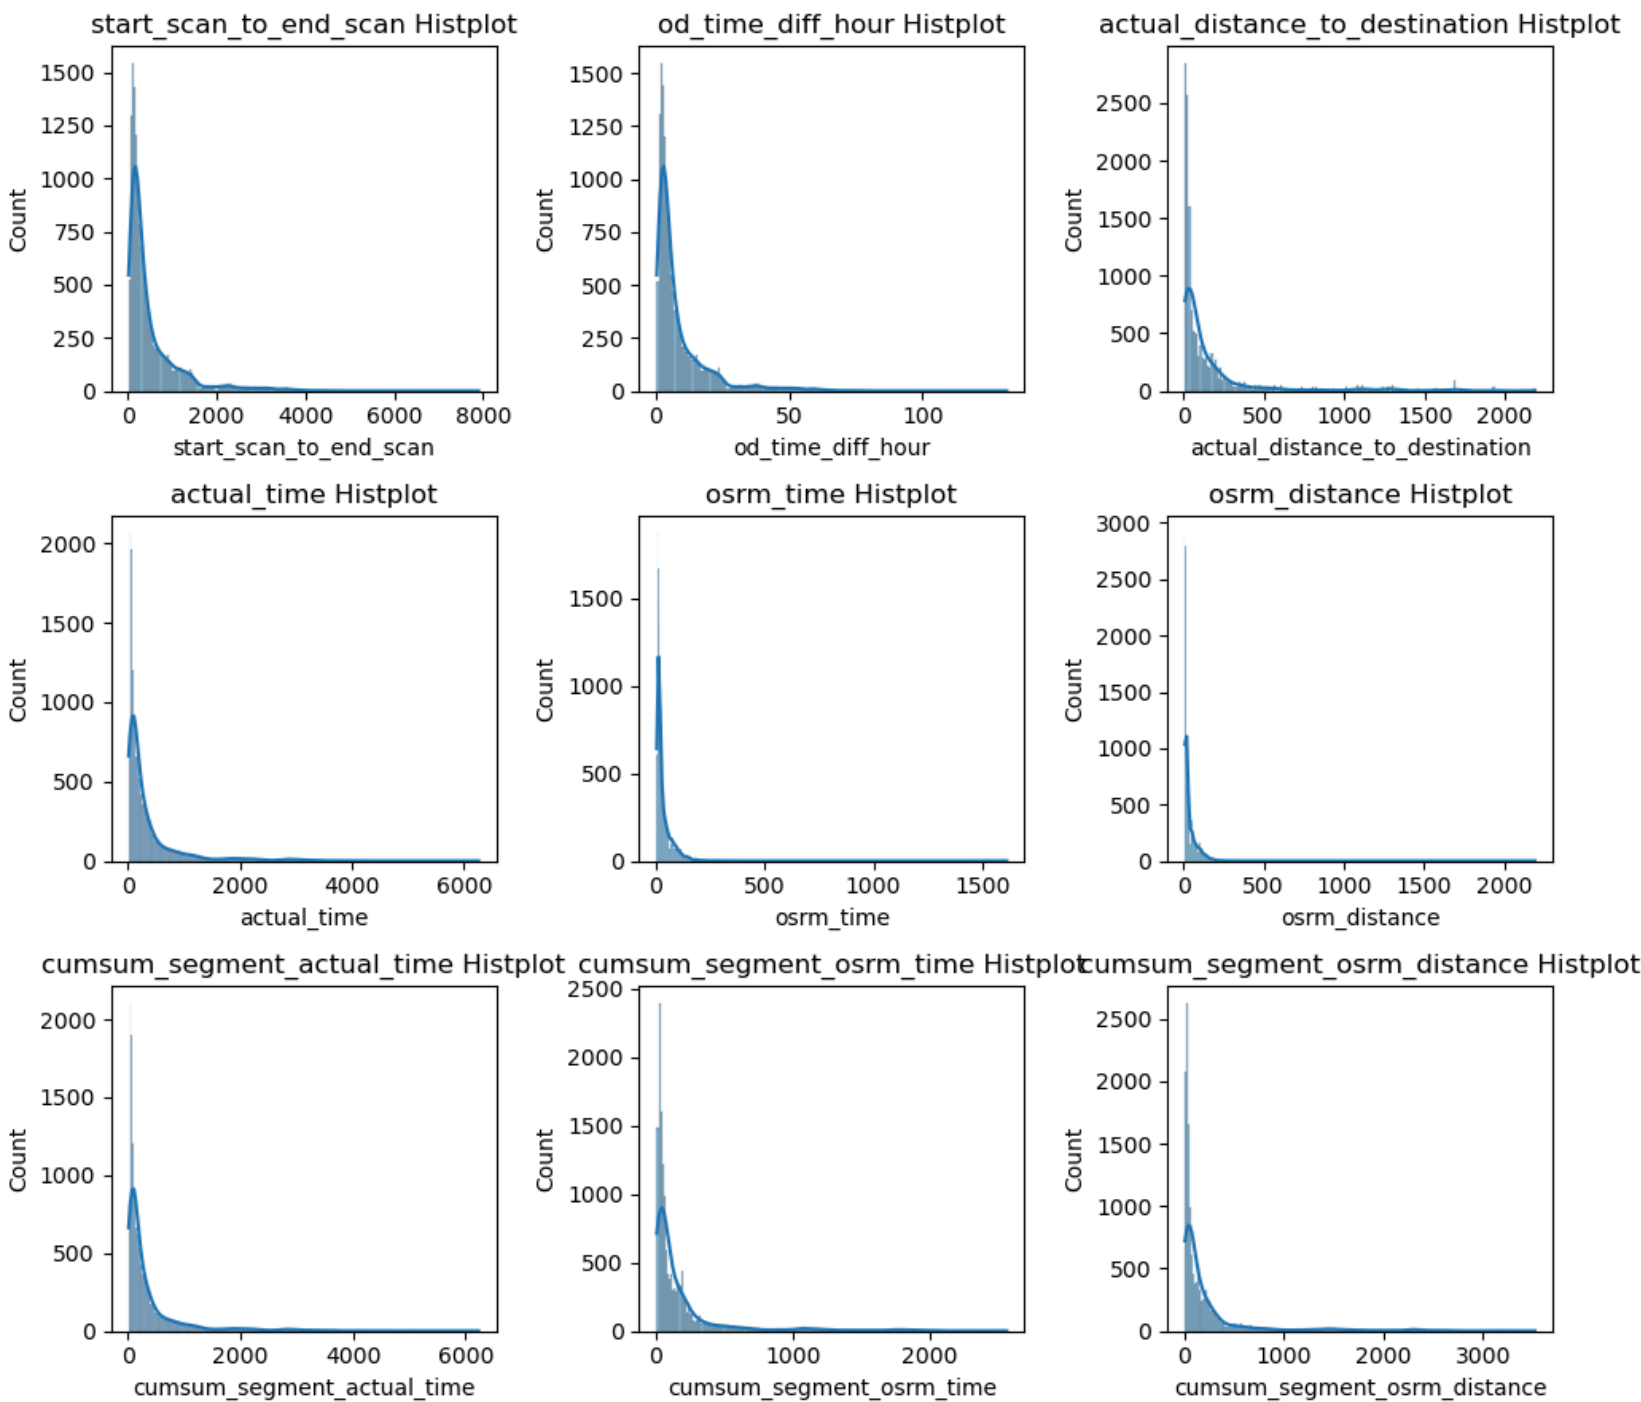 start_scan_to_end_scan Histplot
1500
1250
1000
750
500
250
0
Count
0 2000 4000 6000 8000
start_scan_to_end_scan
od_time_diff_hour Histplot
1500
1250
1000
750
500
250
0
Count
0 50 100
od_time_diff_hour
actual_distance_to_destination Histplot
2500
2000
1500
1000
500
0
Count
0 500 1000 1500 2000
actual_distance_to_destination
actual_time Histplot
2000
1500
1000
500
0
Count
0 2000 4000 6000
actual_time
osrm_time Histplot
1500
1000
500
0
Count
0 500 1000 1500
osrm_time
osrm_distance Histplot
3000
2500
2000
1500
1000
500
0
Count
0 500 1000 1500 2000
osrm_distance
cumsum_segment_actual_time Histplot
2000
1500
1000
500
0
Count
0 2000 4000 6000
cumsum_segment_actual_time
cumsum_segment_osrm_time Histplot
2500
2000
1500
1000
500
0
Count
0 1000 2000
cumsum_segment_osrm_time
cumsum_segment_osrm_distance Histplot
2500
2000
1500
1000
500
0
Count
0 1000 2000 3000
cumsum_segment_osrm_distance